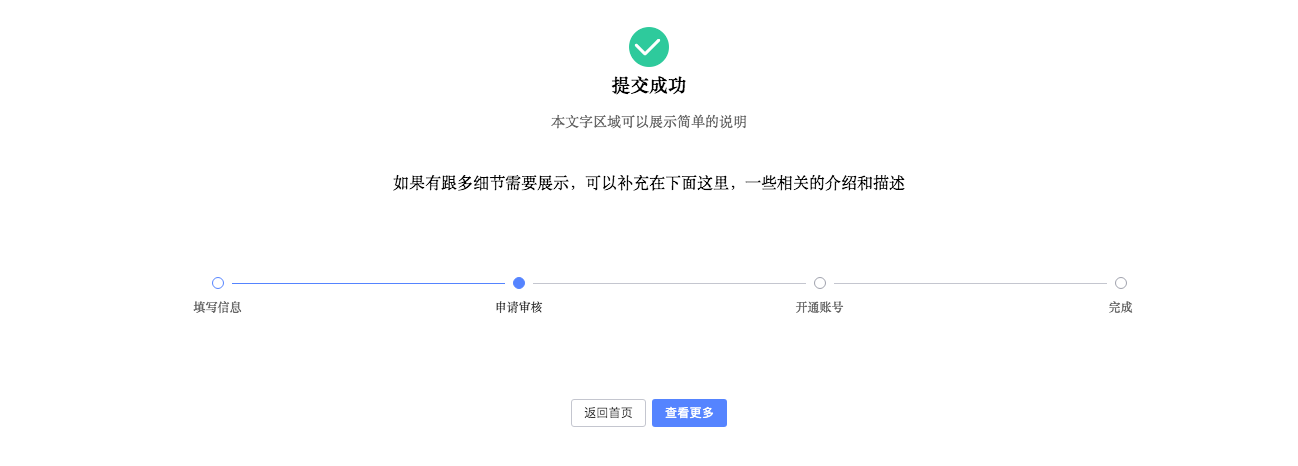 提交成功
本文字区域可以展示简单的说明
如果有跟多细节需要展示，可以补充在下面这里，一些相关的介绍和描述
填写信息
申请审核
开通账号
完成
返回首页
查看更多